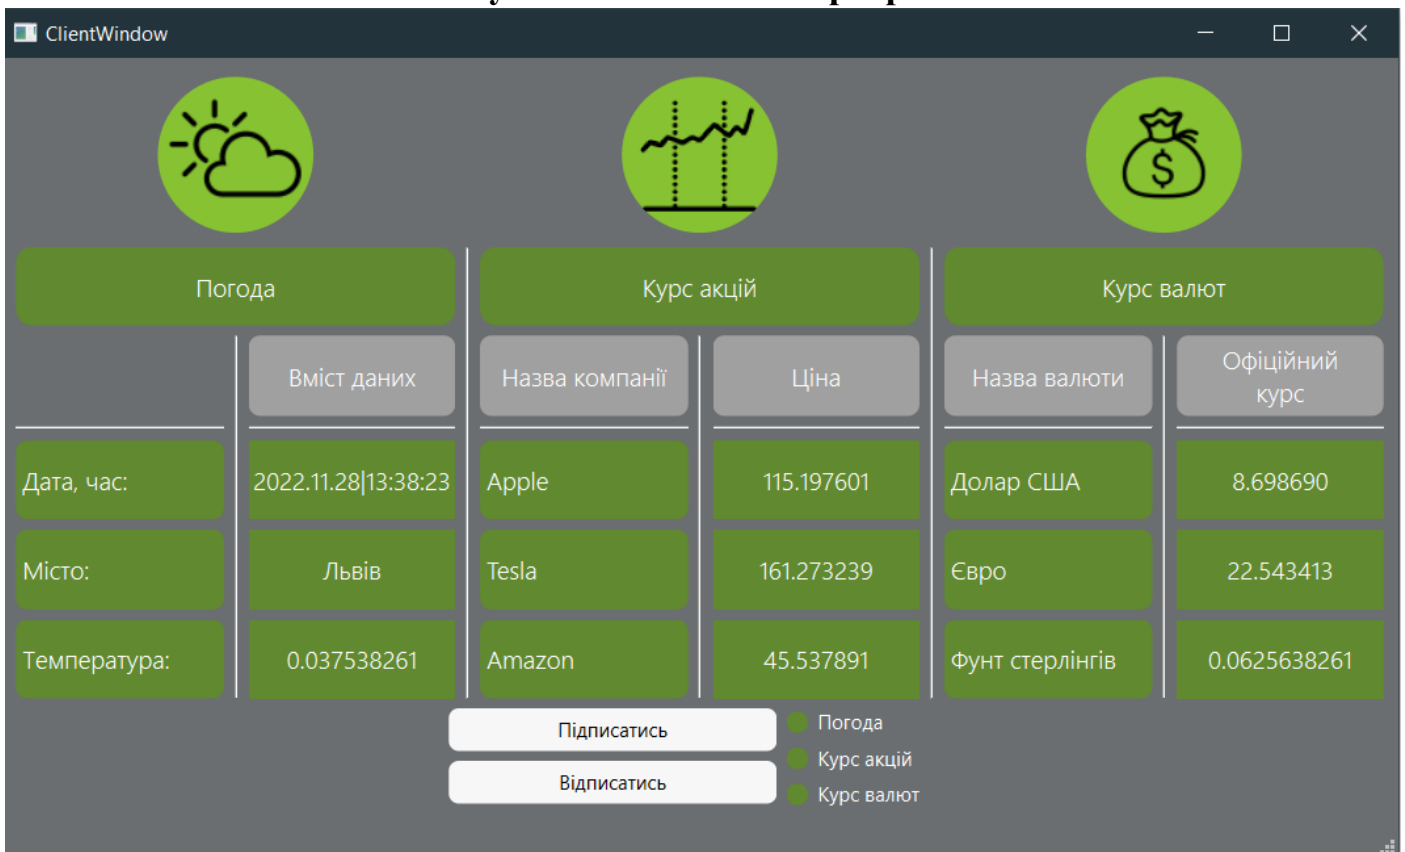 ClientWindow
$
Погода
Курс акцій
Курс валют
Вміст даних
Назва компанії
Ціна
Назва валюти
Офіційний
курс
Дата, час:
2022.11.28|13:38:23
Apple
115.197601
Долар США
8.698690
Місто:
Львів
Tesla
161.273239
Євро
22.543413
Температура:
0.037538261
Amazon
45.537891
Фунт стерлінгів
0.0625638261
Підписатись
Відписатись
Погода
Курс акцій
Курс валют